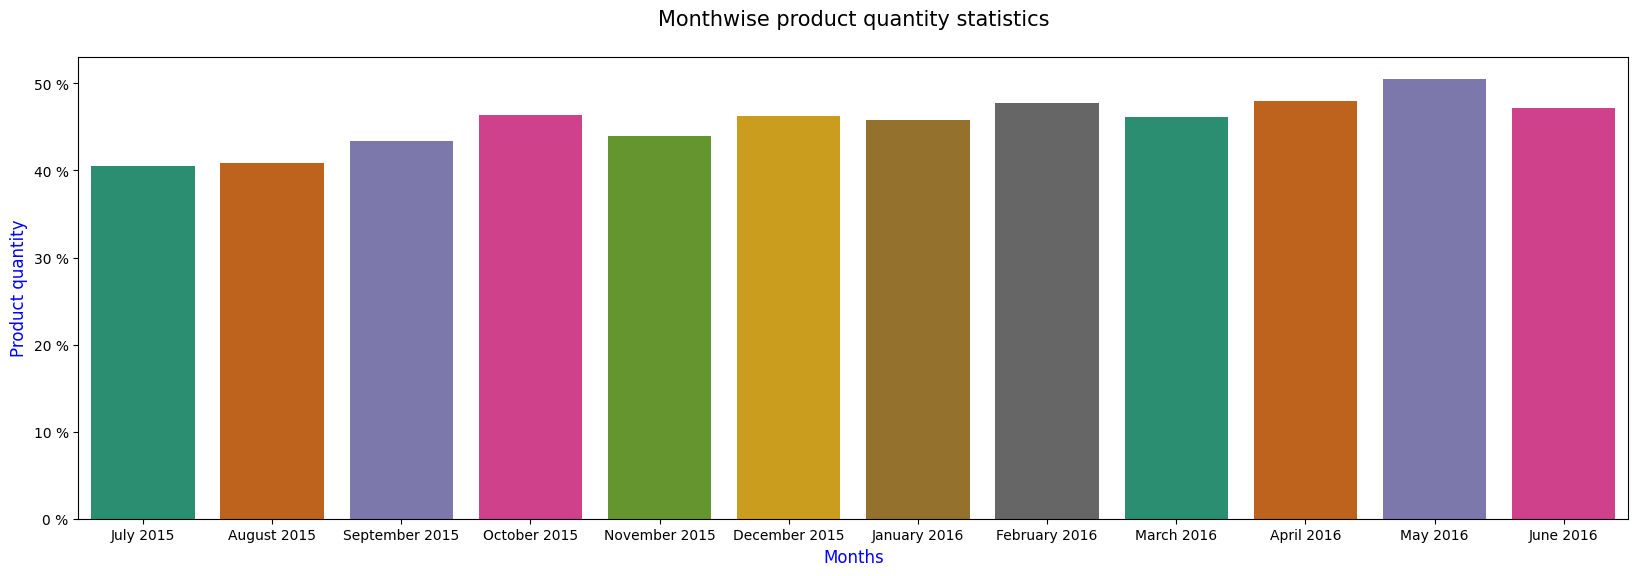 Monthwise product quantity statistics
Product quantity
50 %
40 %
30 %
20 %
10 %
0 %
July 2015
August 2015
September 2015
October 2015
November 2015
December 2015
January 2016
February 2016
March 2016
April 2016
May 2016
June 2016
Months